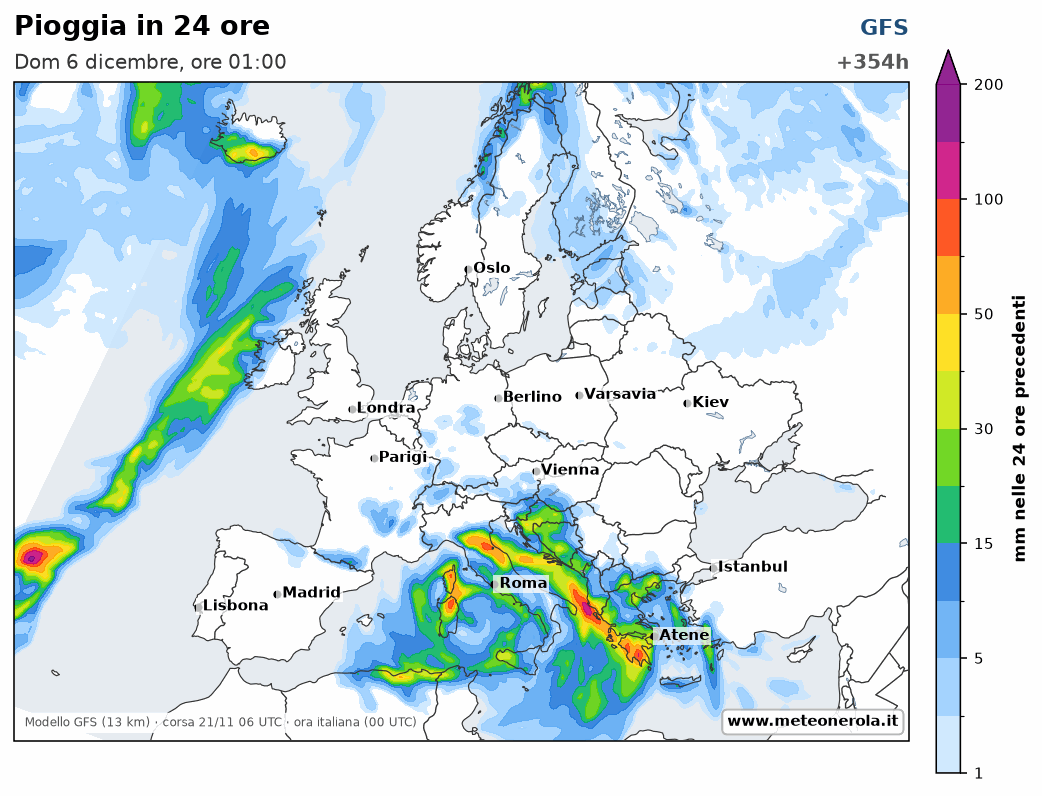 Pioggia in 24 ore
GFS
Dom 6 dicembre, ore 01:00
+354h
200
100
50
30
15
5
1
mm nelle 24 ore precedenti
Oslo
Londra
Berlino
Varsavia
Kiev
Parigi
Vienna
Istanbul
Roma
Madrid
Lisbona
Atene
Modello GFS (13 km) · corsa 21/11 06 UTC · ora italiana (00 UTC)
www.meteonerola.it